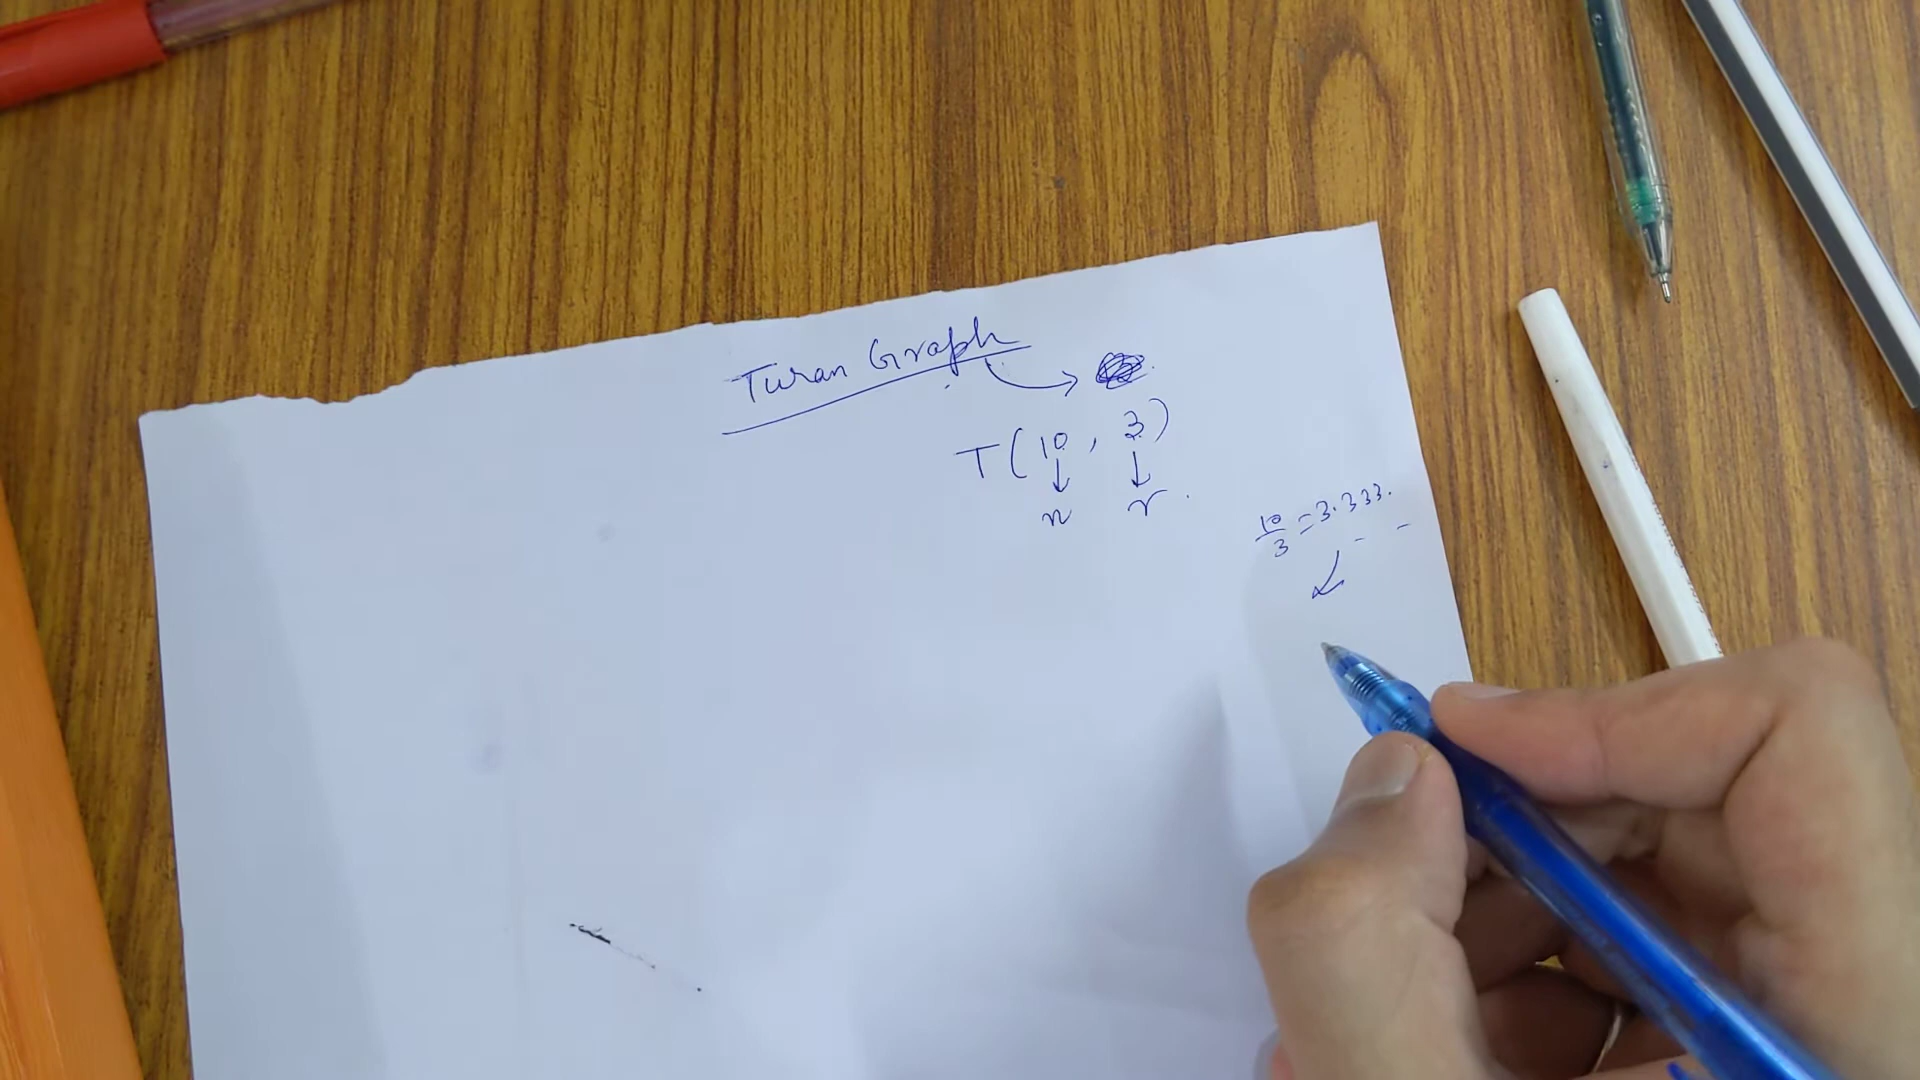 Turan Graph
T(10, 3)
n r.
10/3 = 3.333. - -